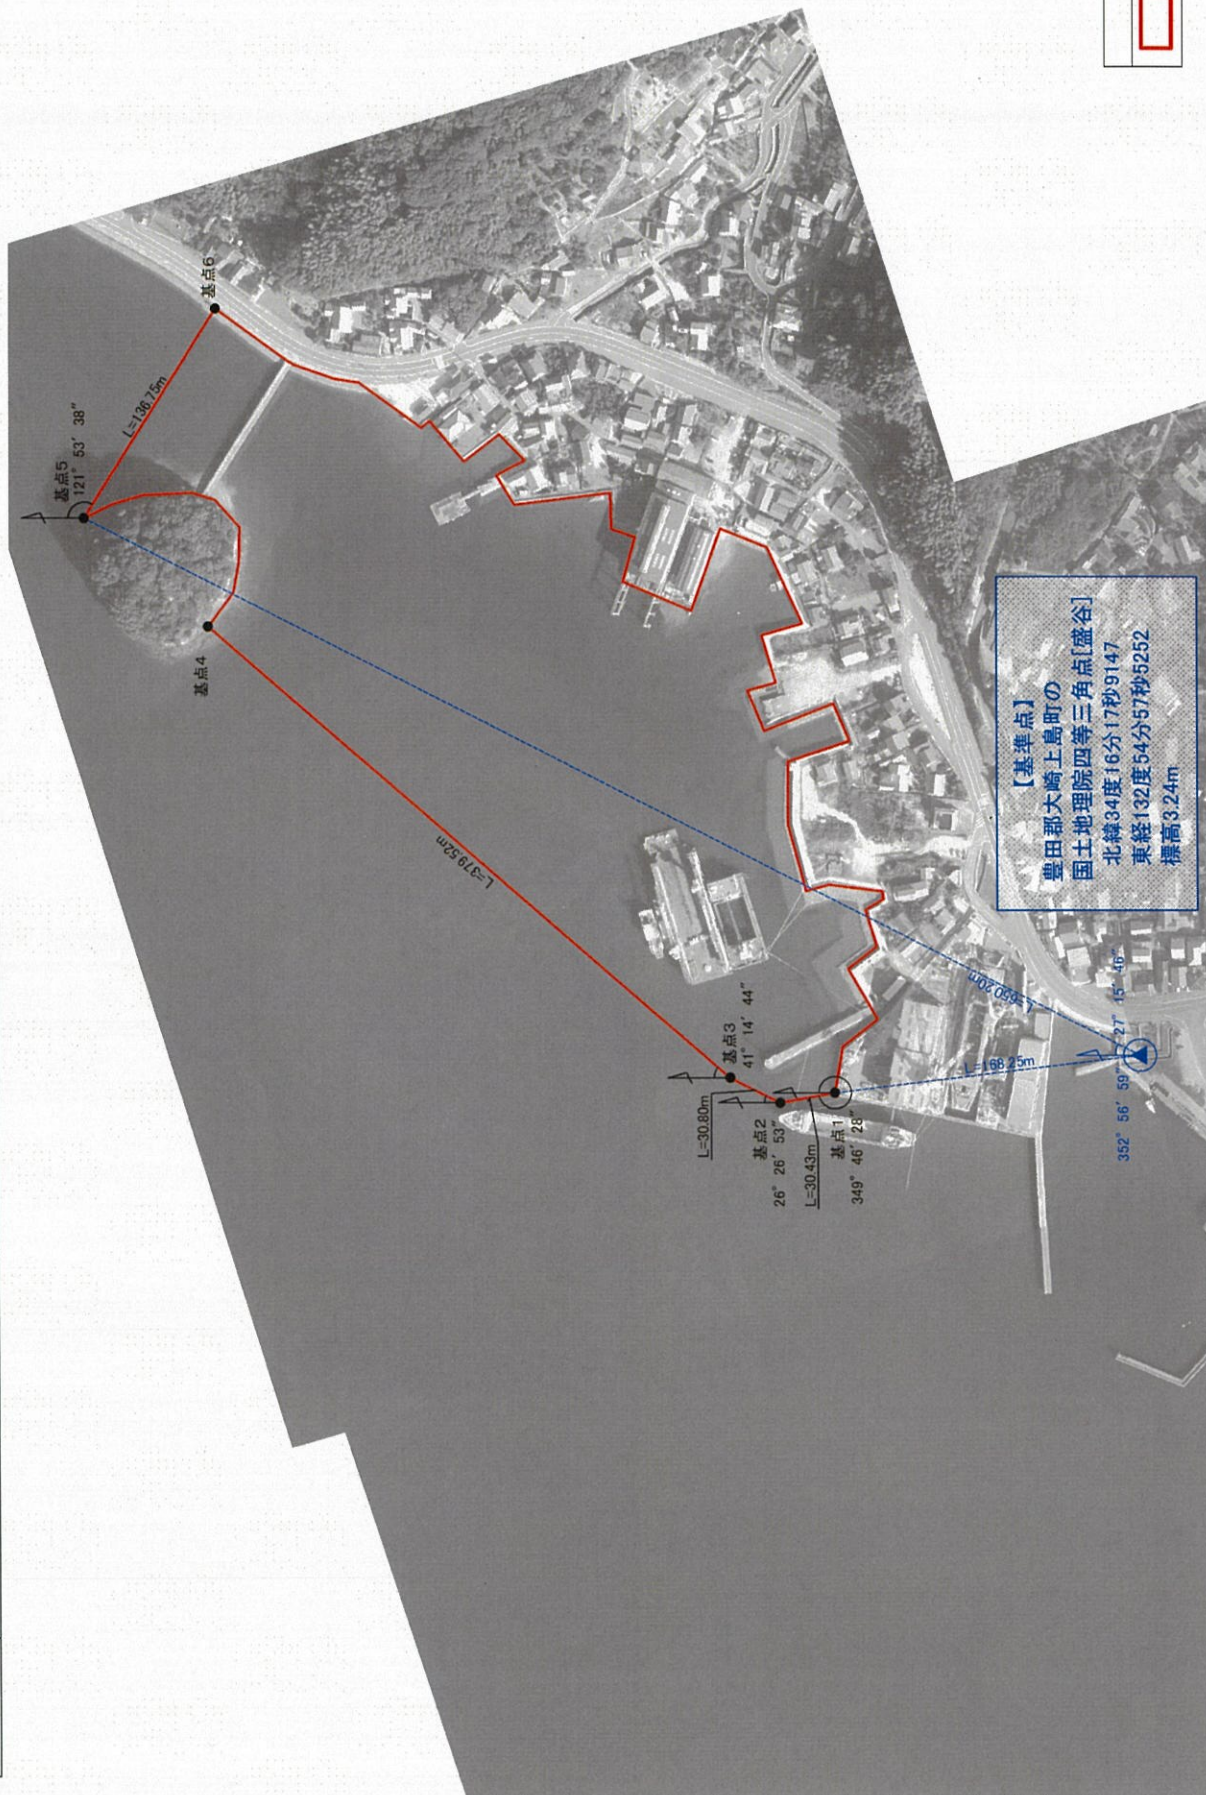 基点6
L=136.75m
基点5
121° 53′ 38″
基点4
L=379.52m
基点3
41° 14′ 44″
L=30.80m
基点2
26° 26′ 53″
L=30.43m
基点1
349° 46′ 28″
L=650.20m
L=168.25m
27° 15′ 46″
352° 56′ 59″
【基準点】
豊田郡大崎上島町の
国土地理院四等三角点[盛谷]
北緯34度16分17秒9147
東経132度54分57秒5252
標高3.24m